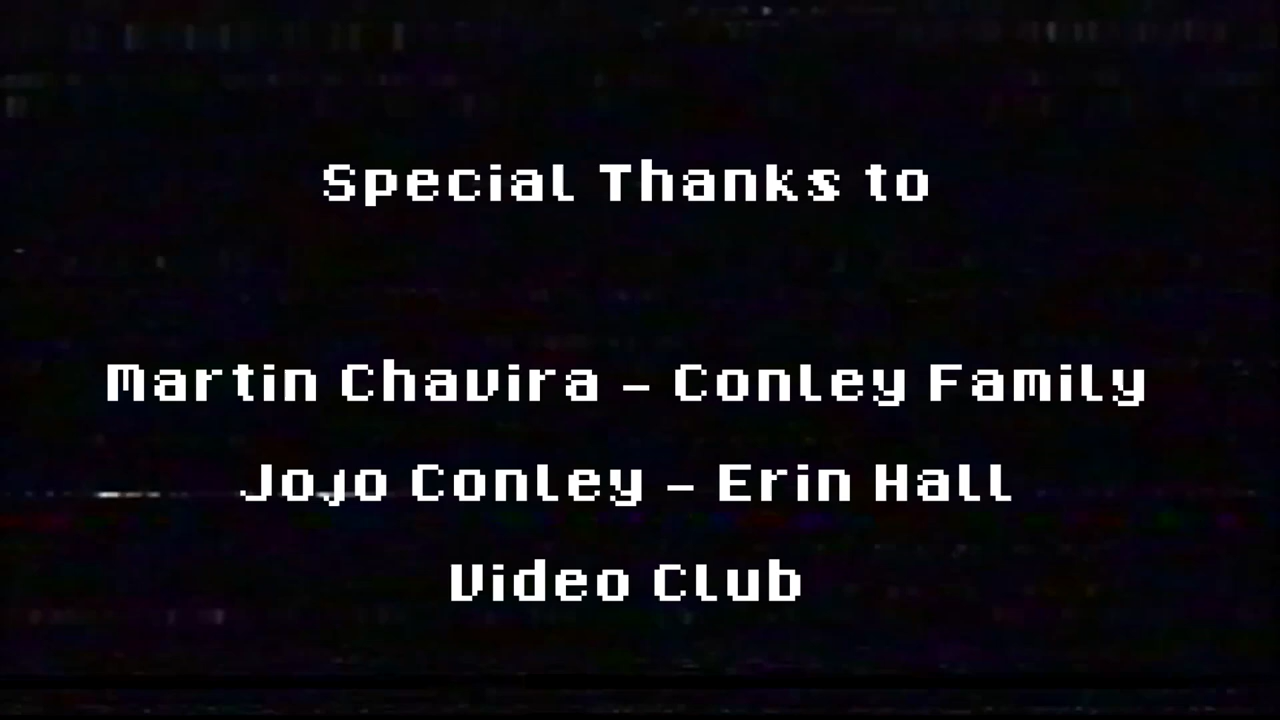 Special Thanks to
Martin Chavira - Conley Family
Jojo Conley - Erin Hall
Video Club